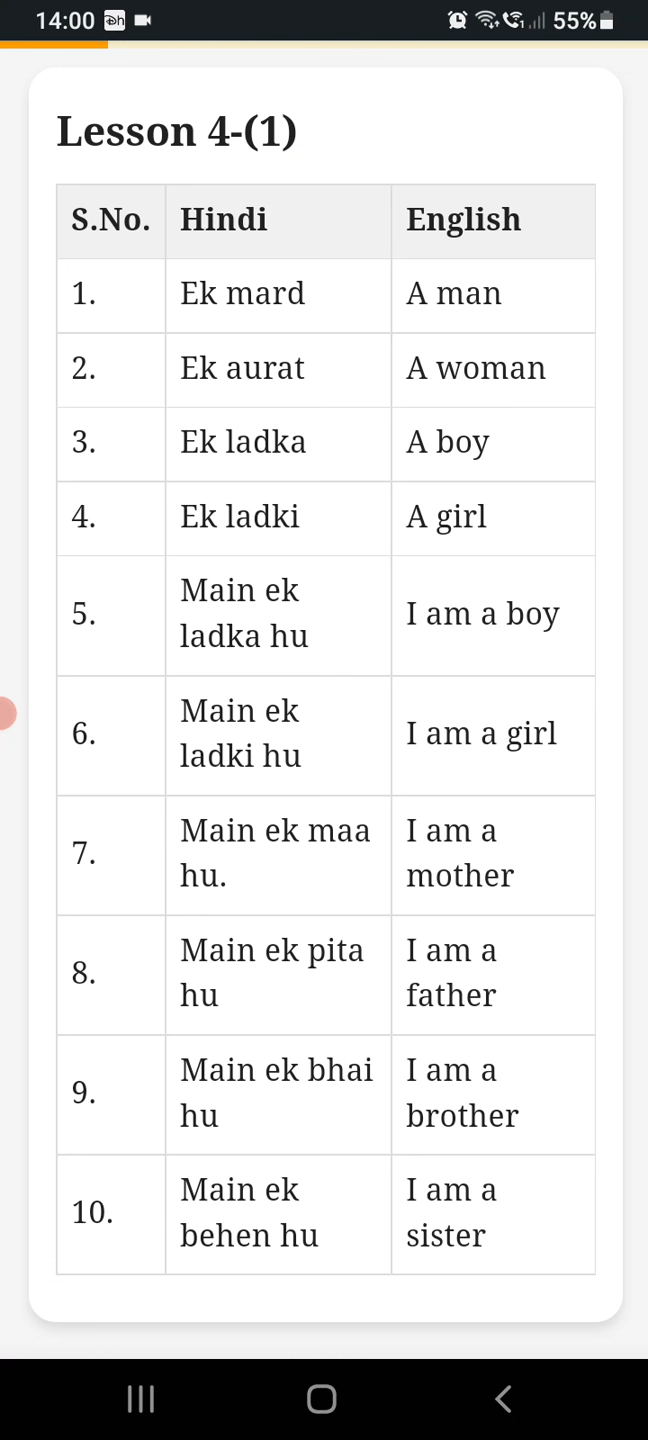 14:00 55%
Lesson 4-(1)
S.No. Hindi English
1. Ek mard A man
2. Ek aurat A woman
3. Ek ladka A boy
4. Ek ladki A girl
5. Main ek ladka hu I am a boy
6. Main ek ladki hu I am a girl
7. Main ek maa hu. I am a mother
8. Main ek pita hu I am a father
9. Main ek bhai hu I am a brother
10. Main ek behen hu I am a sister